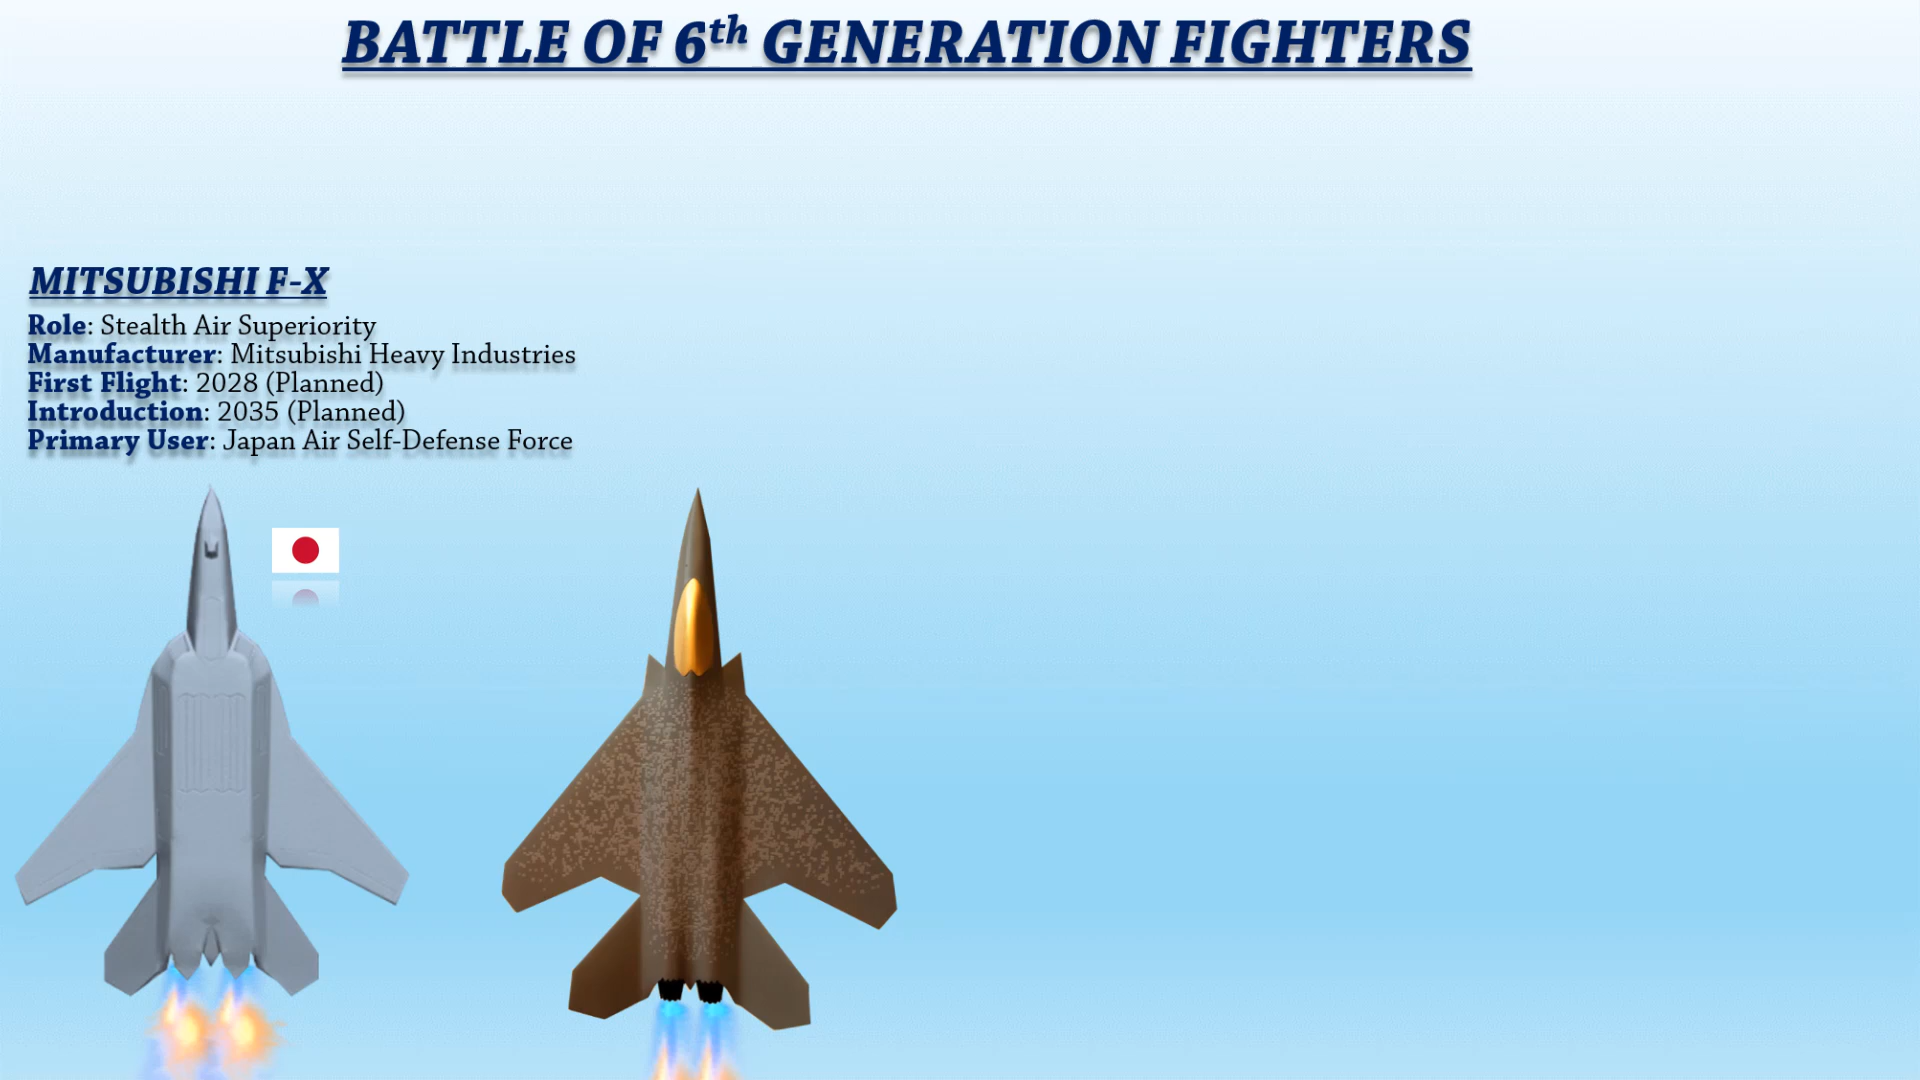 BATTLE OF 6th GENERATION FIGHTERS
MITSUBISHI F-X
Role: Stealth Air Superiority
Manufacturer: Mitsubishi Heavy Industries
First Flight: 2028 (Planned)
Introduction: 2035 (Planned)
Primary User: Japan Air Self-Defense Force